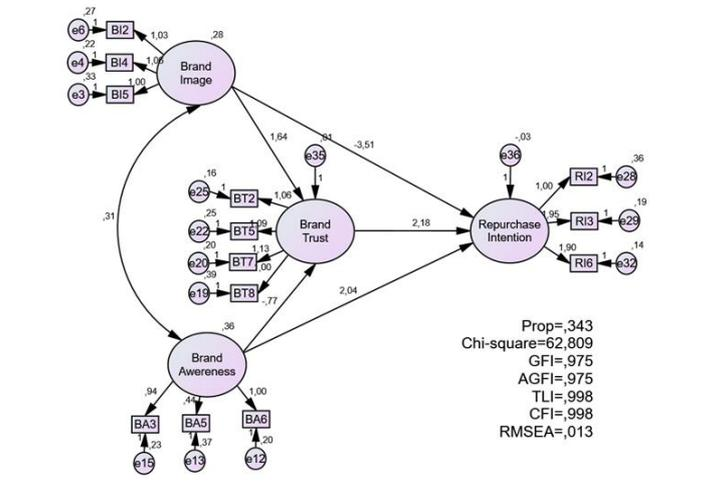 ,27
e6 1 BI2 1,03 ,28
,22
e4 1 BI4 1,06 Brand
Image
,33
e3 1 BI5 1,00
1,64 -3,51
,01 -,03
e35 e36
1 1
,31
,16
e25 1 BT2 1,06
,25
e22 1 BT5 1,09
,20
e20 1 BT7 1,13
,39
e19 1 BT8 ,00
Brand
Trust
2,18
Repurchase
Intention
1,00 RI2 1 e28 ,36
1,95 RI3 1 e29 ,19
1,90 RI6 1 e32 ,14
-,77 2,04
,36
Brand
Awereness
,94 ,44 1,00
BA3 BA5 BA6
1 ,23 1 ,37 1 ,20
e15 e13 e12
Prop=,343
Chi-square=62,809
GFI=,975
AGFI=,975
TLI=,998
CFI=,998
RMSEA=,013